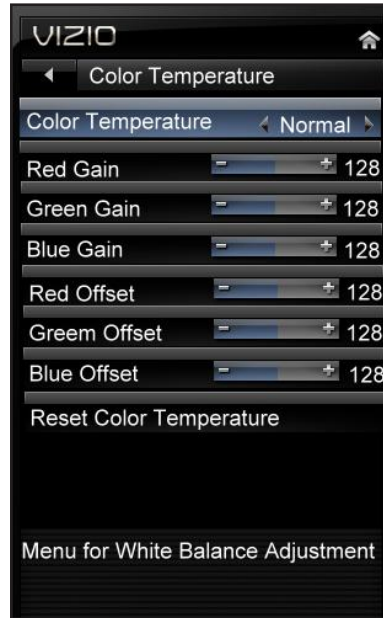 VIZIO
Color Temperature
Color Temperature Normal
Red Gain - + 128
Green Gain - + 128
Blue Gain - + 128
Red Offset - + 128
Greem Offset - + 128
Blue Offset - + 128
Reset Color Temperature
Menu for White Balance Adjustment